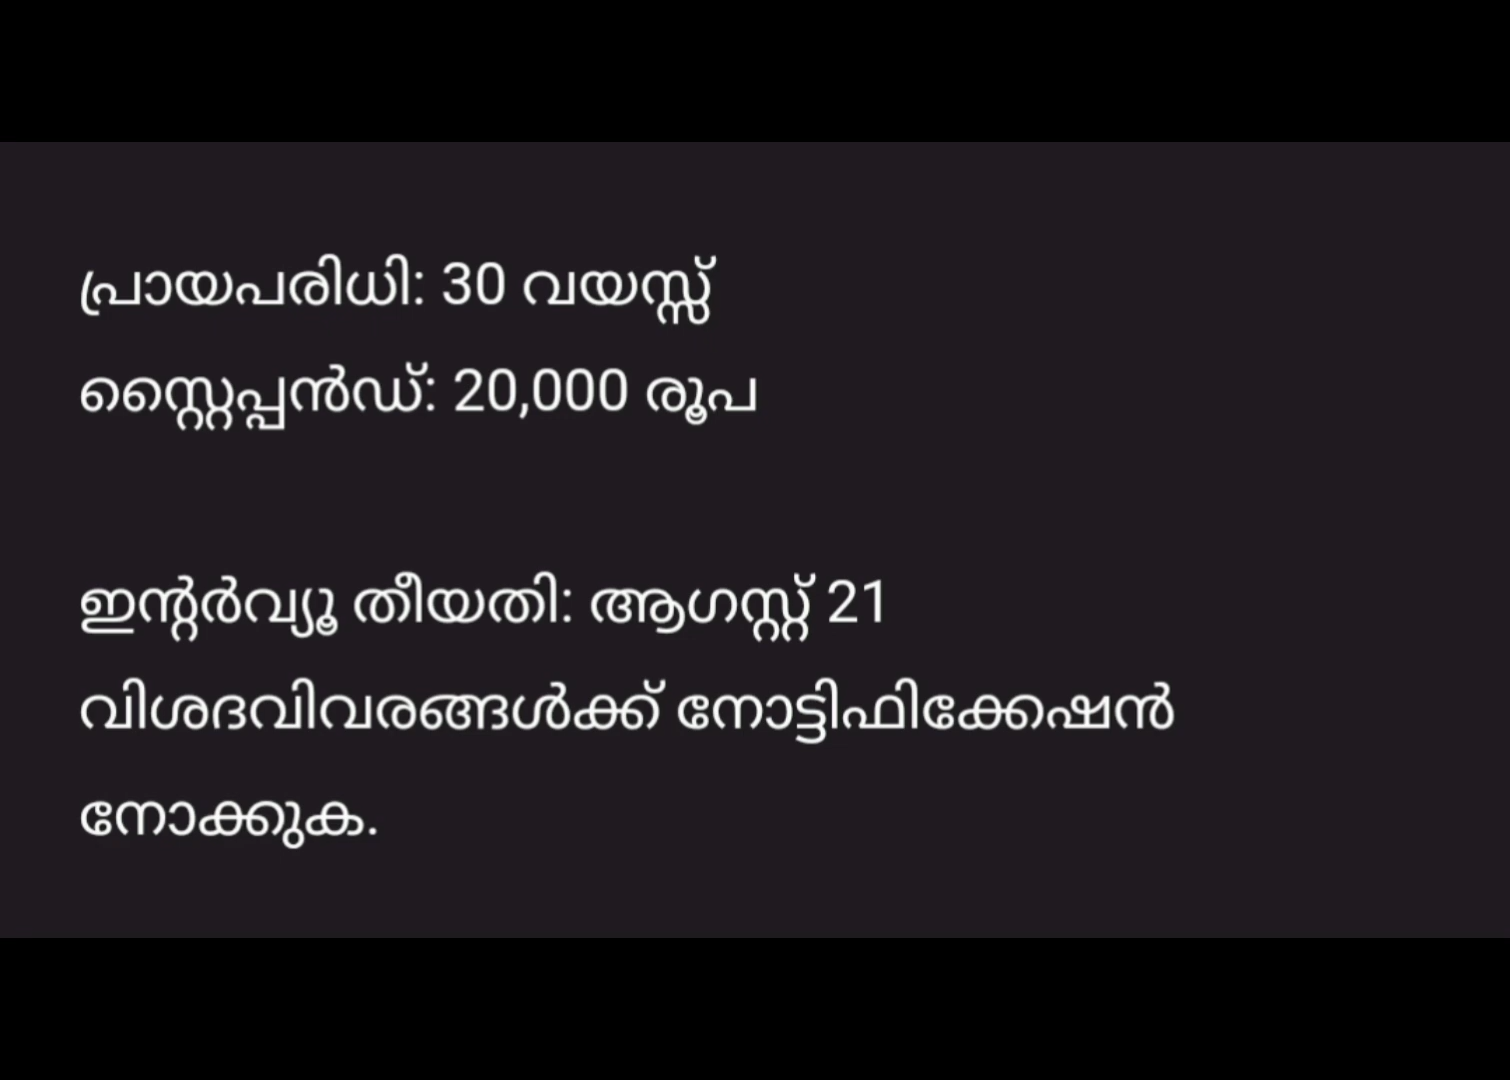 പ്രായപരിധി: 30 വയസ്സ്
സ്റ്റൈപ്പൻഡ്: 20,000 രൂപ
ഇന്റർവ്യൂ തീയതി: ആഗസ്റ്റ് 21
വിശദവിവരങ്ങൾക്ക് നോട്ടിഫിക്കേഷൻ
നോക്കുക.